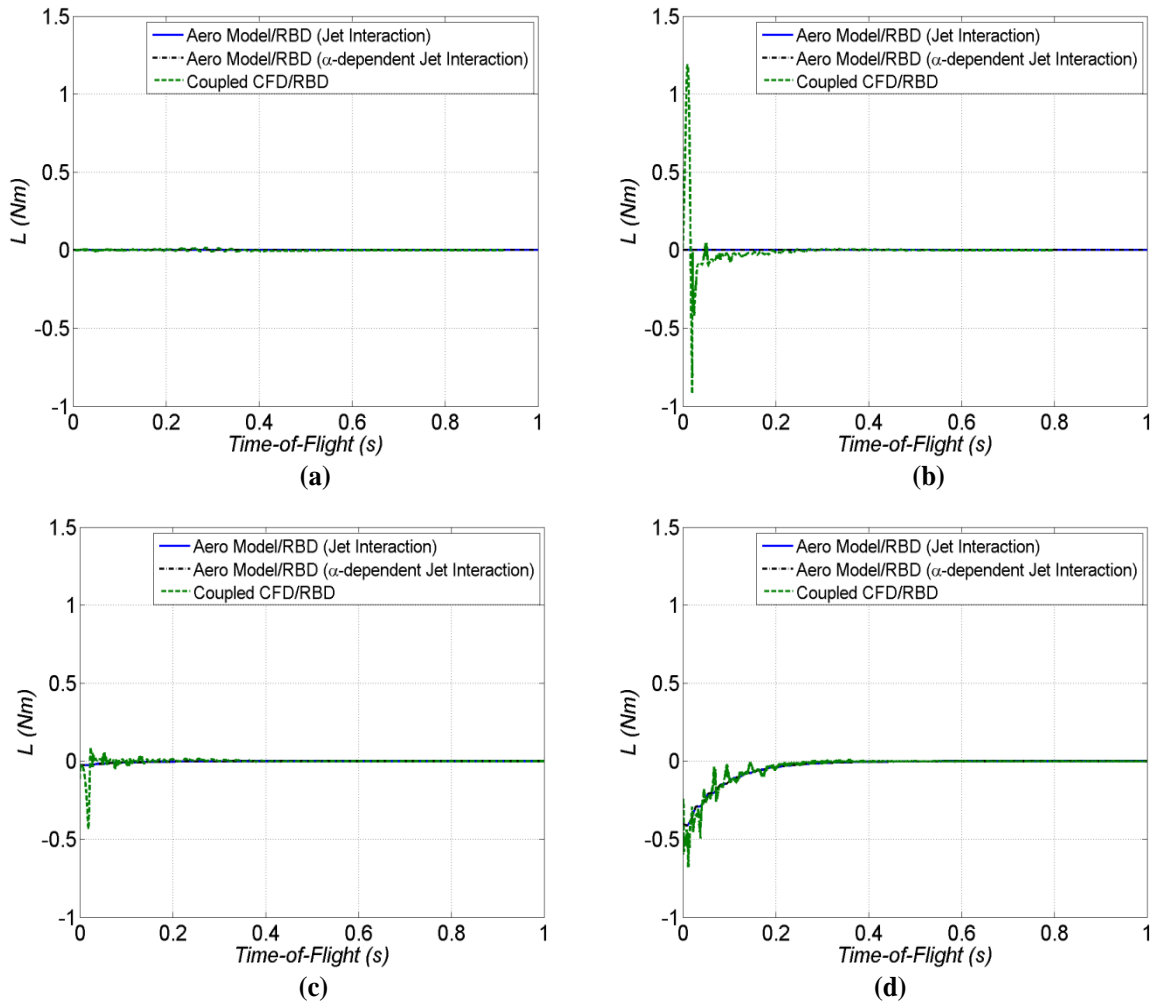 1.5
1
0.5
0
-0.5
-1
L (Nm)
Aero Model/RBD (Jet Interaction)
Aero Model/RBD (α-dependent Jet Interaction)
Coupled CFD/RBD
0 0.2 0.4 0.6 0.8 1
Time-of-Flight (s)
(a)
1.5
1
0.5
0
-0.5
-1
L (Nm)
Aero Model/RBD (Jet Interaction)
Aero Model/RBD (α-dependent Jet Interaction)
Coupled CFD/RBD
0 0.2 0.4 0.6 0.8 1
Time-of-Flight (s)
(b)
1.5
1
0.5
0
-0.5
-1
L (Nm)
Aero Model/RBD (Jet Interaction)
Aero Model/RBD (α-dependent Jet Interaction)
Coupled CFD/RBD
0 0.2 0.4 0.6 0.8 1
Time-of-Flight (s)
(c)
1.5
1
0.5
0
-0.5
-1
L (Nm)
Aero Model/RBD (Jet Interaction)
Aero Model/RBD (α-dependent Jet Interaction)
Coupled CFD/RBD
0 0.2 0.4 0.6 0.8 1
Time-of-Flight (s)
(d)